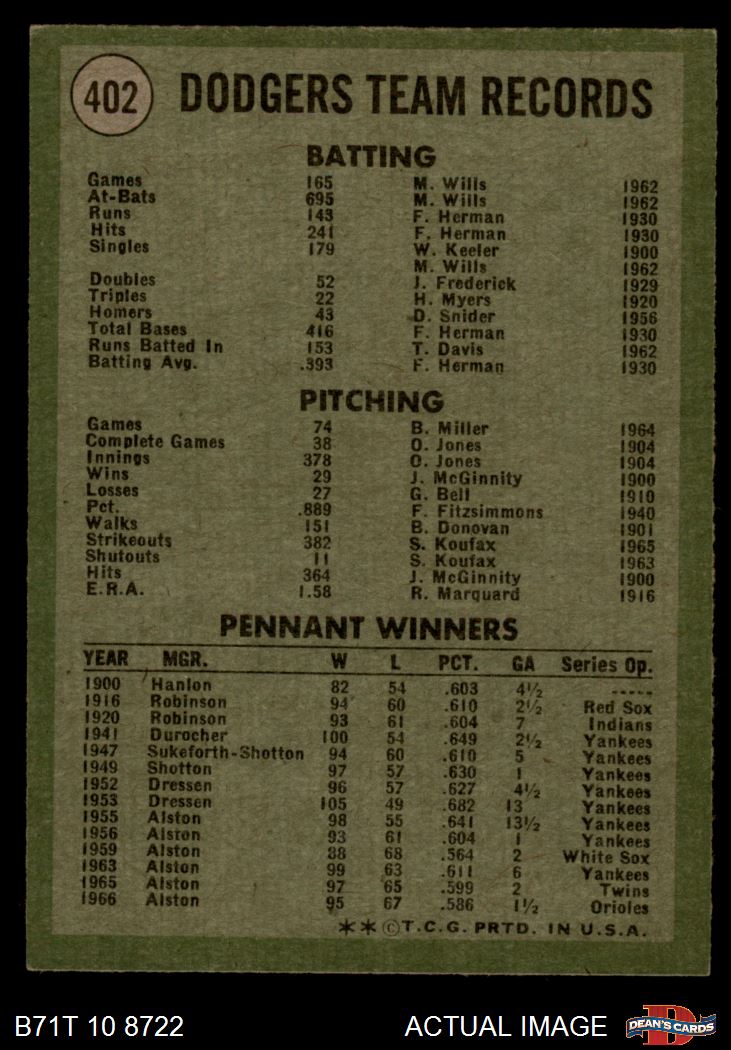 402 DODGERS TEAM RECORDS
BATTING
Games 165 M. Wills 1962
At-Bats 695 M. Wills 1962
Runs 143 F. Herman 1930
Hits 241 F. Herman 1930
Singles 179 W. Keeler 1900
M. Wills 1962
Doubles 52 J. Frederick 1929
Triples 22 H. Myers 1920
Homers 43 D. Snider 1956
Total Bases 416 F. Herman 1930
Runs Batted In 153 T. Davis 1962
Batting Avg. .393 F. Herman 1930
PITCHING
Games 74 B. Miller 1964
Complete Games 38 O. Jones 1904
Innings 378 O. Jones 1904
Wins 29 J. McGinnity 1900
Losses 27 G. Bell 1910
Pct. .889 F. Fitzsimmons 1940
Walks 151 B. Donovan 1901
Strikeouts 382 S. Koufax 1965
Shutouts 11 S. Koufax 1963
Hits 364 J. McGinnity 1900
E.R.A. 1.58 R. Marquard 1916
PENNANT WINNERS
YEAR MGR. W L PCT. GA Series Op.
1900 Hanlon 82 54 .603 4½ -----
1916 Robinson 94 60 .610 2½ Red Sox
1920 Robinson 93 61 .604 7 Indians
1941 Durocher 100 54 .649 2½ Yankees
1947 Sukeforth-Shotton 94 60 .610 5 Yankees
1949 Shotton 97 57 .630 1 Yankees
1952 Dressen 96 57 .627 4½ Yankees
1953 Dressen 105 49 .682 13 Yankees
1955 Alston 98 55 .641 13½ Yankees
1956 Alston 93 61 .604 1 Yankees
1959 Alston 88 68 .564 2 White Sox
1963 Alston 99 63 .611 6 Yankees
1965 Alston 97 65 .599 2 Twins
1966 Alston 95 67 .586 1½ Orioles
**©T.C.G. PRTD. IN U.S.A.
B71T 10 8722 ACTUAL IMAGE DEAN'S CARDS